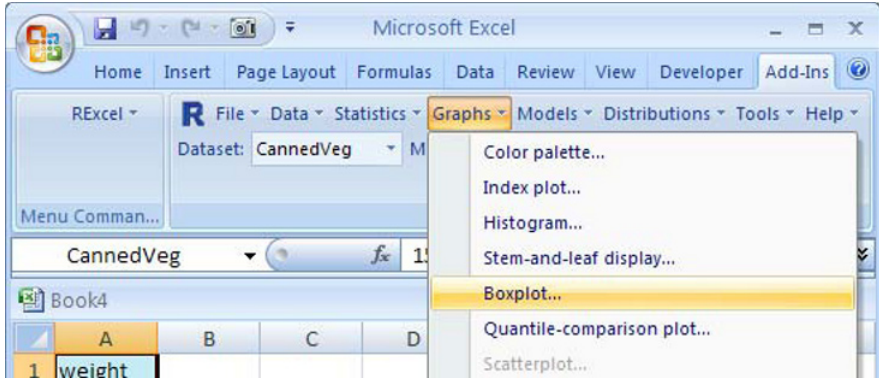 Microsoft Excel
Home Insert Page Layout Formulas Data Review View Developer Add-Ins
RExcel R File Data Statistics Graphs Models Distributions Tools Help
Dataset: CannedVeg M
Color palette...
Index plot...
Histogram...
Menu Comman...
CannedVeg fx 15
Stem-and-leaf display...
Book4
Boxplot...
A B C D
Quantile-comparison plot...
1 weight
Scatterplot...